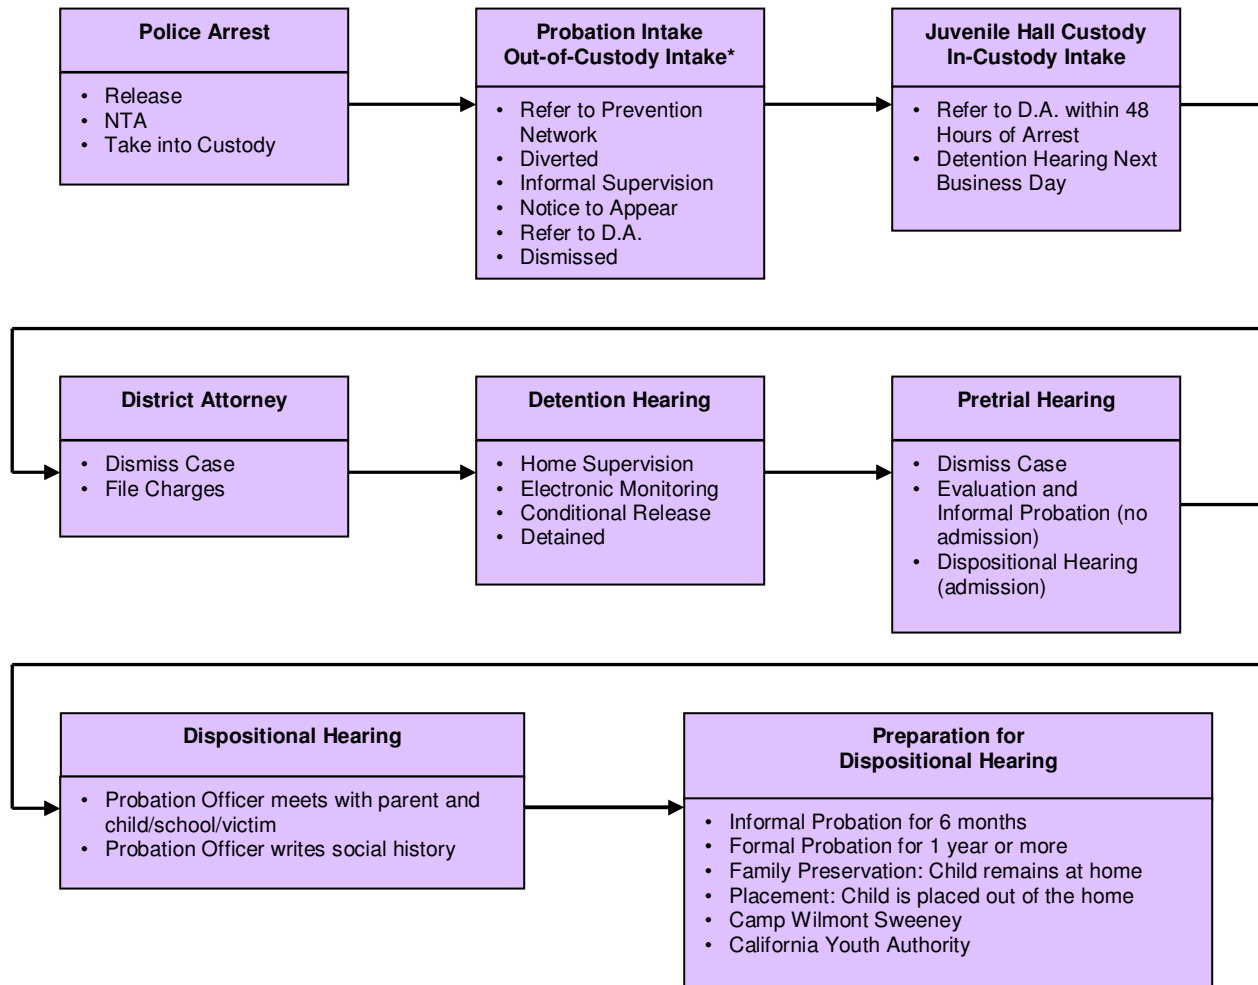 Police Arrest
• Release
• NTA
• Take into Custody
Probation Intake
Out-of-Custody Intake*
• Refer to Prevention
Network
• Diverted
• Informal Supervision
• Notice to Appear
• Refer to D.A.
• Dismissed
Juvenile Hall Custody
In-Custody Intake
• Refer to D.A. within 48
Hours of Arrest
• Detention Hearing Next
Business Day
District Attorney
• Dismiss Case
• File Charges
Detention Hearing
• Home Supervision
• Electronic Monitoring
• Conditional Release
• Detained
Pretrial Hearing
• Dismiss Case
• Evaluation and
Informal Probation (no
admission)
• Dispositional Hearing
(admission)
Dispositional Hearing
• Probation Officer meets with parent and
child/school/victim
• Probation Officer writes social history
Preparation for
Dispositional Hearing
• Informal Probation for 6 months
• Formal Probation for 1 year or more
• Family Preservation: Child remains at home
• Placement: Child is placed out of the home
• Camp Wilmont Sweeney
• California Youth Authority